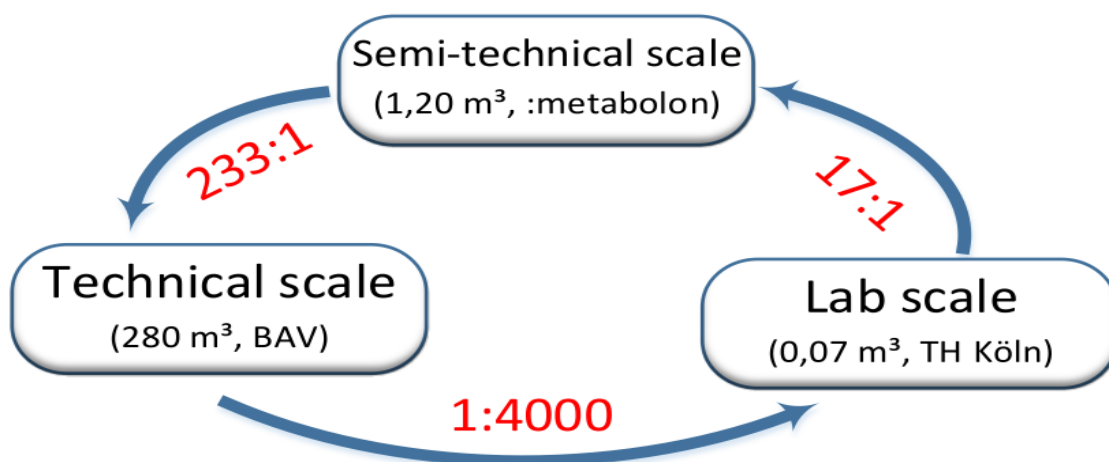 Semi-technical scale
(1,20 m³, :metabolon)
233:1
17:1
Technical scale
(280 m³, BAV)
Lab scale
(0,07 m³, TH Köln)
1:4000